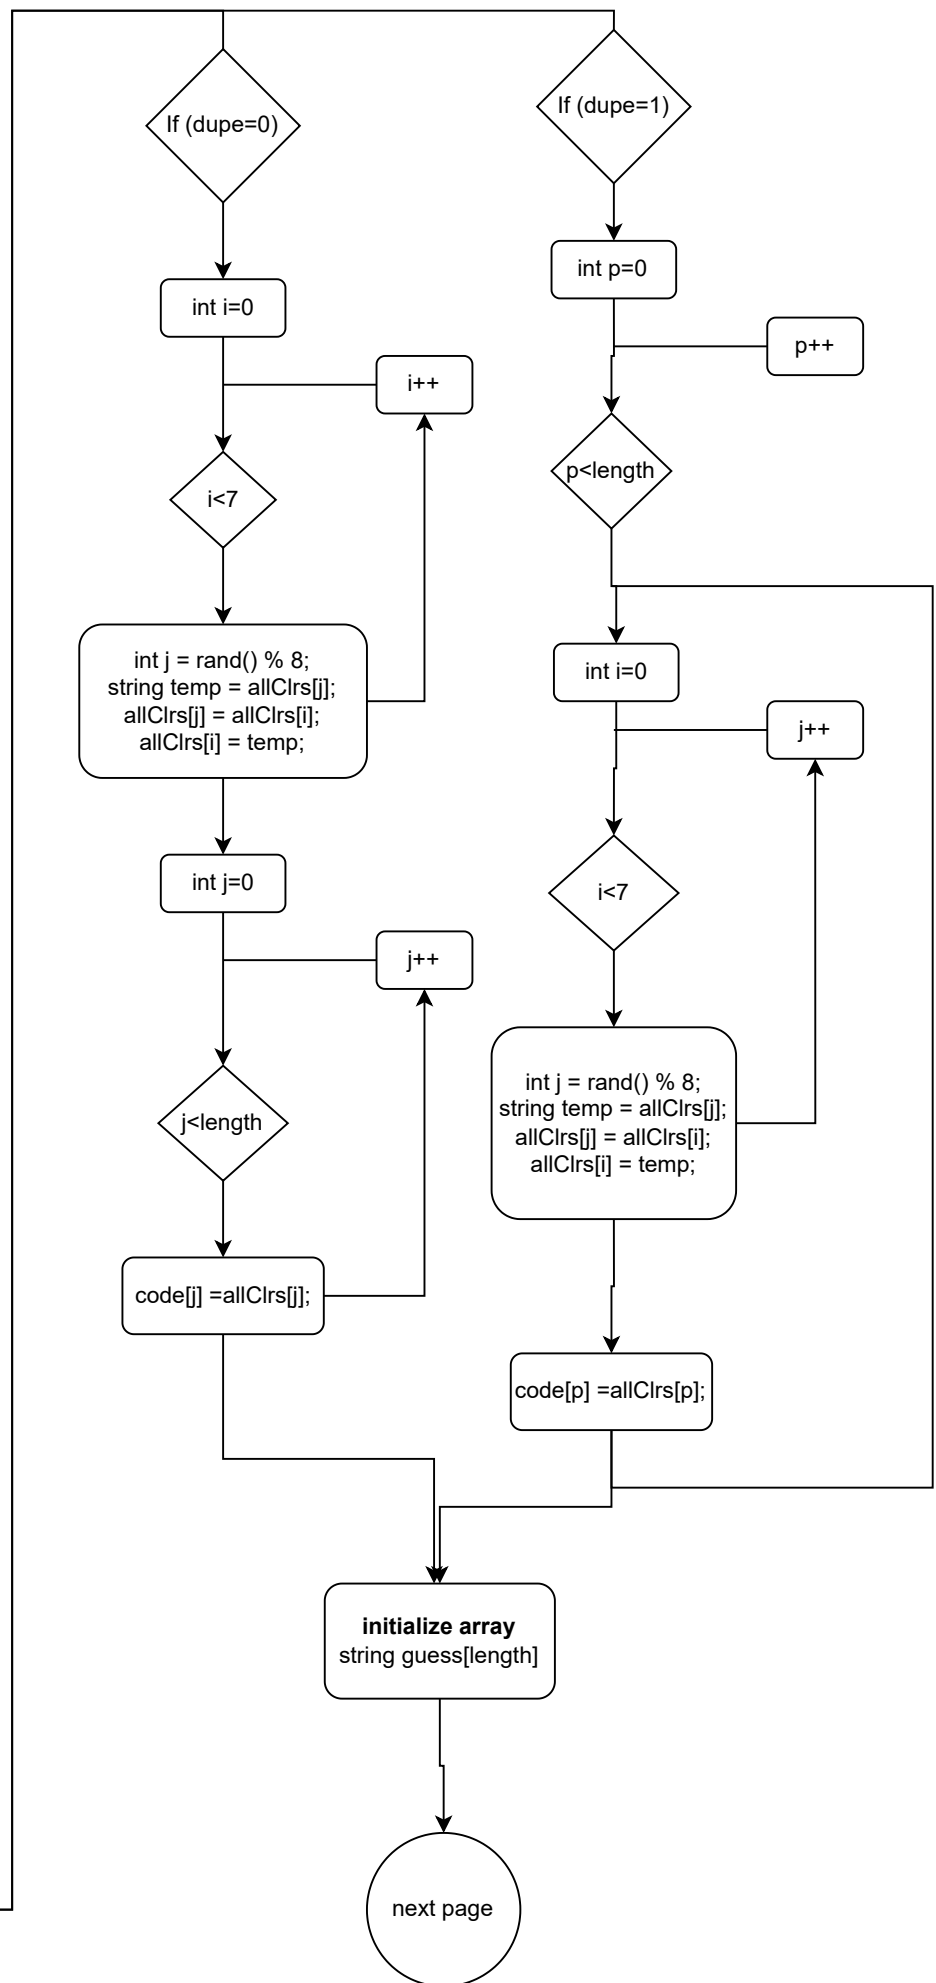 If (dupe=0)
int i=0
i++
i<7
int j = rand() % 8;
string temp = allClrs[j];
allClrs[j] = allClrs[i];
allClrs[i] = temp;
int j=0
j++
j<length
code[j] =allClrs[j];
If (dupe=1)
int p=0
p++
p<length
int i=0
j++
i<7
int j = rand() % 8;
string temp = allClrs[j];
allClrs[j] = allClrs[i];
allClrs[i] = temp;
code[p] =allClrs[p];
initialize array
string guess[length]
next page